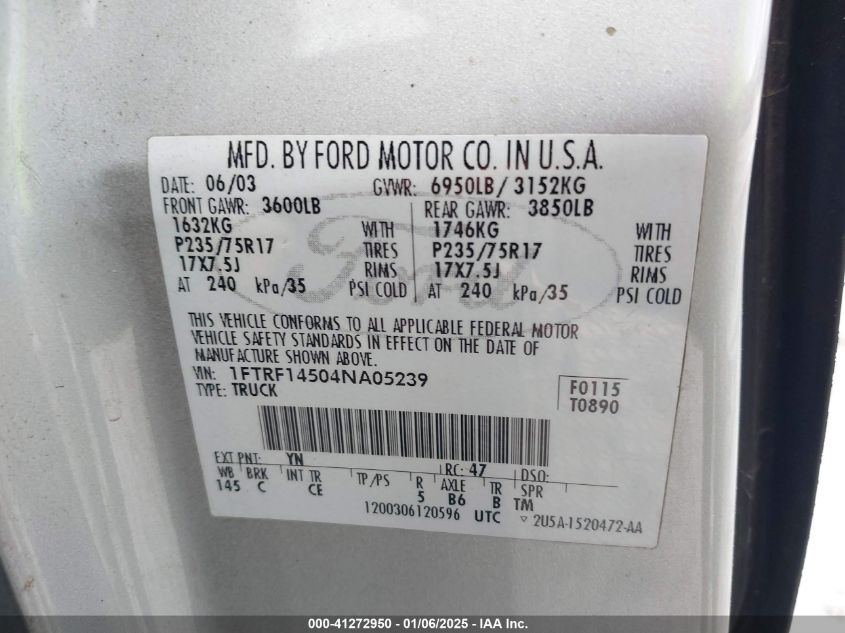 MFD. BY FORD MOTOR CO. IN U.S.A.
DATE: 06/03 GVWR: 6950LB / 3152KG
FRONT GAWR: 3600LB REAR GAWR: 3850LB
1632KG WITH 1746KG WITH
P235/75R17 TIRES P235/75R17 TIRES
17X7.5J RIMS 17X7.5J RIMS
AT 240 kPa/35 PSI COLD AT 240 kPa/35 PSI COLD
Ford
THIS VEHICLE CONFORMS TO ALL APPLICABLE FEDERAL MOTOR
VEHICLE SAFETY STANDARDS IN EFFECT ON THE DATE OF
MANUFACTURE SHOWN ABOVE.
VIN: 1FTRF14504NA05239
TYPE: TRUCK
F0115
T0890
EXT PNT: YN RC: 47 DSO:
WB BRK INT TR TP/PS R AXLE TR SPR
145 C CE 5 B6 B TM
1200306120596 UTC ▽ 2U5A-1520472-AA
000-41272950 - 01/06/2025 - IAA Inc.